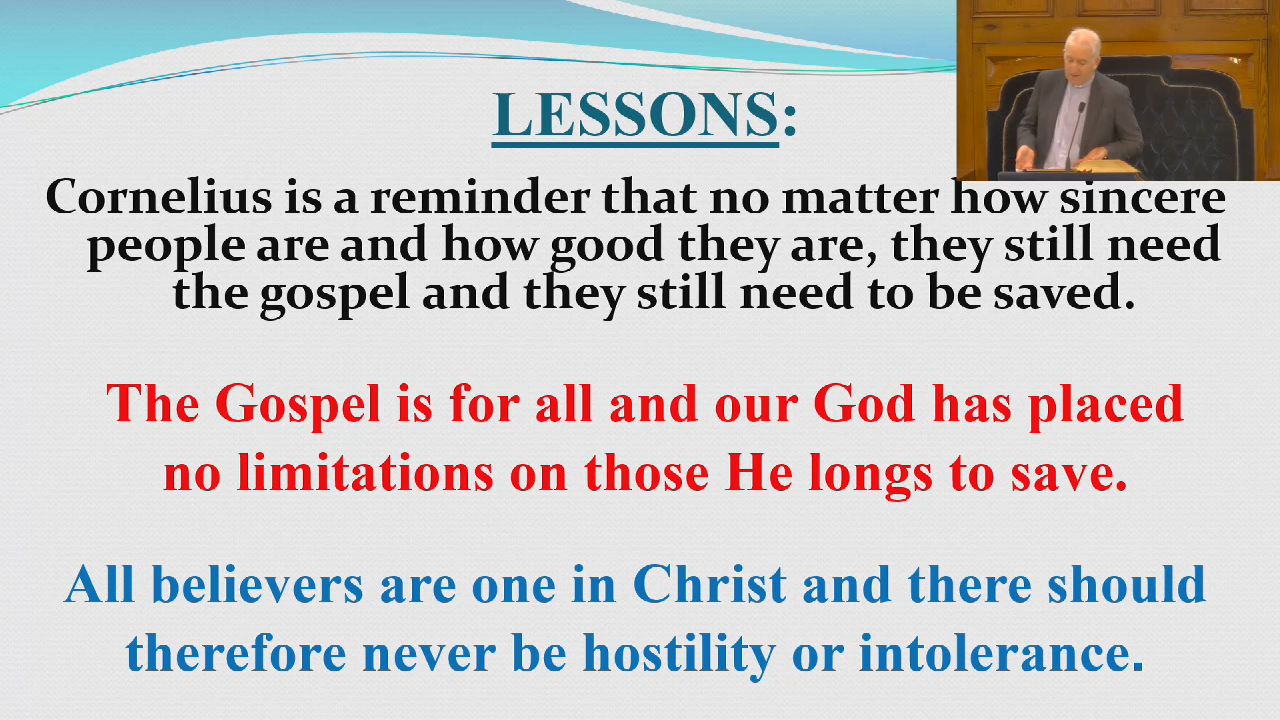 LESSONS:
Cornelius is a reminder that no matter how sincere
people are and how good they are, they still need
the gospel and they still need to be saved.
The Gospel is for all and our God has placed
no limitations on those He longs to save.
All believers are one in Christ and there should
therefore never be hostility or intolerance.